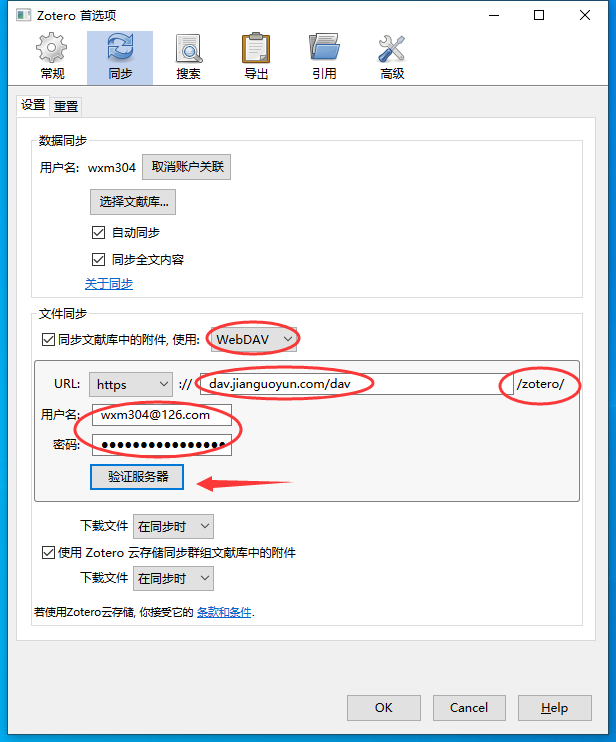 Zotero 首选项
常规 同步 搜索 导出 引用 高级
设置 重置
数据同步
用户名: wxm304 取消账户关联
选择文献库...
自动同步
同步全文内容
关于同步
文件同步
同步文献库中的附件, 使用: WebDAV
URL: https :// dav.jianguoyun.com/dav /zotero/
用户名: wxm304@126.com
密码: ●●●●●●●●●●●●●●●●
验证服务器
下载文件 在同步时
使用 Zotero 云存储同步群组文献库中的附件
下载文件 在同步时
若使用Zotero云存储, 你接受它的 条款和条件.
OK Cancel Help